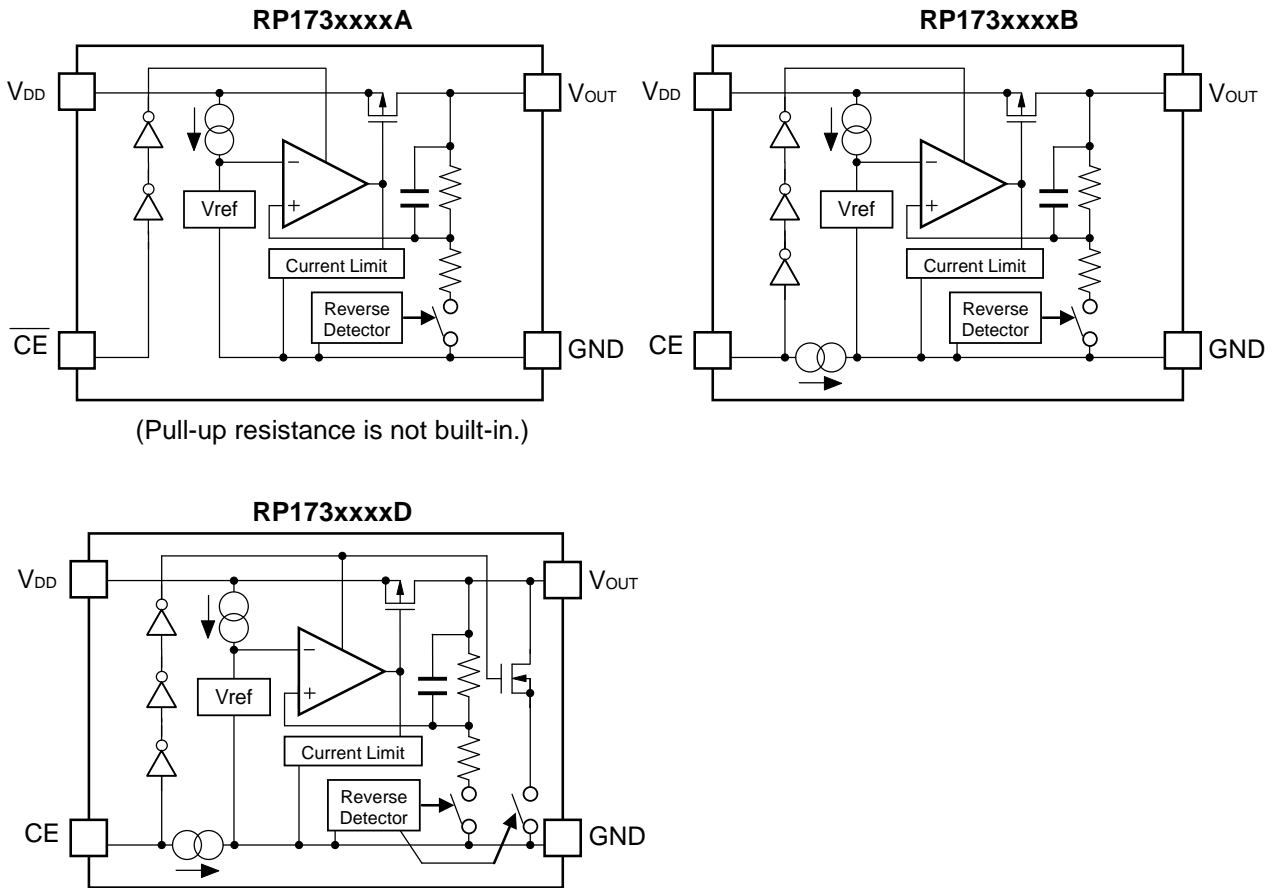 RP173xxxxA
VDD
VOUT
−
+
Vref
Current Limit
Reverse
Detector
CE
GND
(Pull-up resistance is not built-in.)
RP173xxxxB
VDD
VOUT
−
+
Vref
Current Limit
Reverse
Detector
CE
GND
RP173xxxxD
VDD
VOUT
−
+
Vref
Current Limit
Reverse
Detector
CE
GND